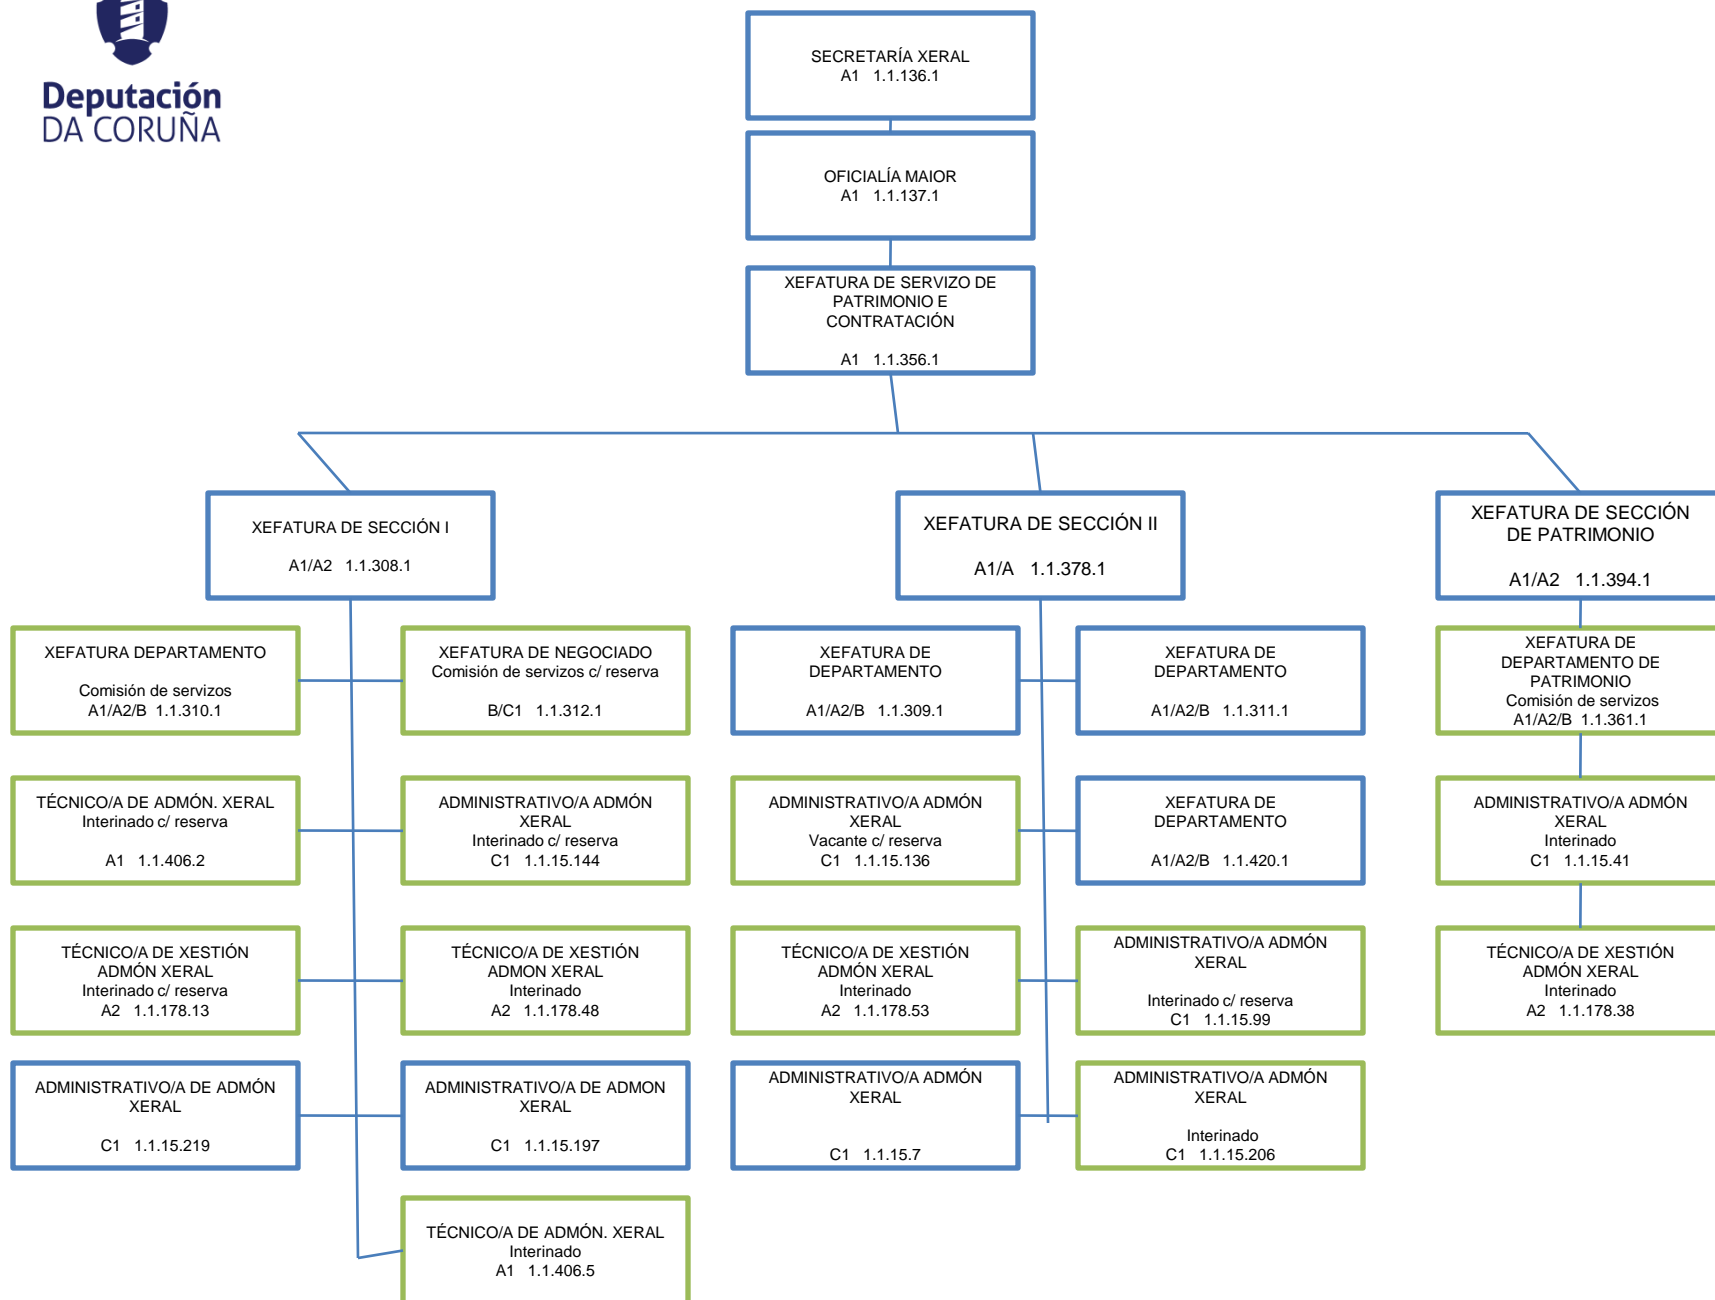 Deputación
DA CORUÑA
SECRETARÍA XERAL
A1 1.1.136.1
OFICIALÍA MAIOR
A1 1.1.137.1
XEFATURA DE SERVIZO DE
PATRIMONIO E
CONTRATACIÓN
A1 1.1.356.1
XEFATURA DE SECCIÓN I
A1/A2 1.1.308.1
XEFATURA DE SECCIÓN II
A1/A 1.1.378.1
XEFATURA DE SECCIÓN
DE PATRIMONIO
A1/A2 1.1.394.1
XEFATURA DEPARTAMENTO
Comisión de servizos
A1/A2/B 1.1.310.1
XEFATURA DE NEGOCIADO
Comisión de servizos c/ reserva
B/C1 1.1.312.1
XEFATURA DE
DEPARTAMENTO
A1/A2/B 1.1.309.1
XEFATURA DE
DEPARTAMENTO
A1/A2/B 1.1.311.1
XEFATURA DE
DEPARTAMENTO DE
PATRIMONIO
Comisión de servizos
A1/A2/B 1.1.361.1
TÉCNICO/A DE ADMÓN. XERAL
Interinado c/ reserva
A1 1.1.406.2
ADMINISTRATIVO/A ADMÓN
XERAL
Interinado c/ reserva
C1 1.1.15.144
ADMINISTRATIVO/A ADMÓN
XERAL
Vacante c/ reserva
C1 1.1.15.136
XEFATURA DE
DEPARTAMENTO
A1/A2/B 1.1.420.1
ADMINISTRATIVO/A ADMÓN
XERAL
Interinado
C1 1.1.15.41
TÉCNICO/A DE XESTIÓN
ADMÓN XERAL
Interinado c/ reserva
A2 1.1.178.13
TÉCNICO/A DE XESTIÓN
ADMON XERAL
Interinado
A2 1.1.178.48
TÉCNICO/A DE XESTIÓN
ADMÓN XERAL
Interinado
A2 1.1.178.53
ADMINISTRATIVO/A ADMÓN
XERAL
Interinado c/ reserva
C1 1.1.15.99
TÉCNICO/A DE XESTIÓN
ADMÓN XERAL
Interinado
A2 1.1.178.38
ADMINISTRATIVO/A DE ADMÓN
XERAL
C1 1.1.15.219
ADMINISTRATIVO/A DE ADMON
XERAL
C1 1.1.15.197
ADMINISTRATIVO/A ADMÓN
XERAL
C1 1.1.15.7
ADMINISTRATIVO/A ADMÓN
XERAL
Interinado
C1 1.1.15.206
TÉCNICO/A DE ADMÓN. XERAL
Interinado
A1 1.1.406.5